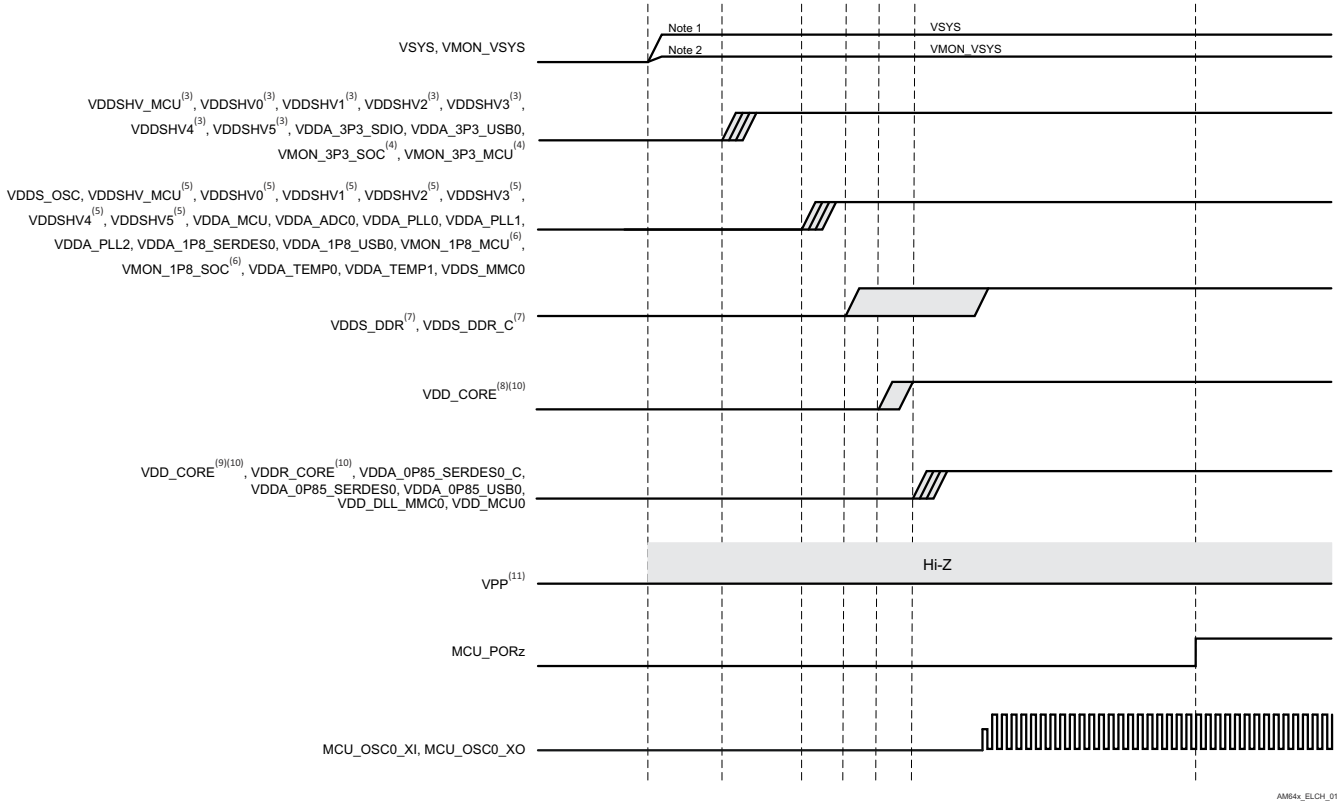 Note 1
VSYS
VSYS, VMON_VSYS
Note 2
VMON_VSYS
VDDSHV_MCU(3), VDDSHV0(3), VDDSHV1(3), VDDSHV2(3), VDDSHV3(3),
VDDSHV4(3), VDDSHV5(3), VDDA_3P3_SDIO, VDDA_3P3_USB0,
VMON_3P3_SOC(4), VMON_3P3_MCU(4)
VDDS_OSC, VDDSHV_MCU(5), VDDSHV0(5), VDDSHV1(5), VDDSHV2(5), VDDSHV3(5),
VDDSHV4(5), VDDSHV5(5), VDDA_MCU, VDDA_ADC0, VDDA_PLL0, VDDA_PLL1,
VDDA_PLL2, VDDA_1P8_SERDES0, VDDA_1P8_USB0, VMON_1P8_MCU(6),
VMON_1P8_SOC(6), VDDA_TEMP0, VDDA_TEMP1, VDDS_MMC0
VDDS_DDR(7), VDDS_DDR_C(7)
VDD_CORE(8)(10)
VDD_CORE(9)(10), VDDR_CORE(10), VDDA_0P85_SERDES0_C,
VDDA_0P85_SERDES0, VDDA_0P85_USB0,
VDD_DLL_MMC0, VDD_MCU0
Hi-Z
VPP(11)
MCU_PORz
MCU_OSC0_XI, MCU_OSC0_XO
AM64x_ELCH_01